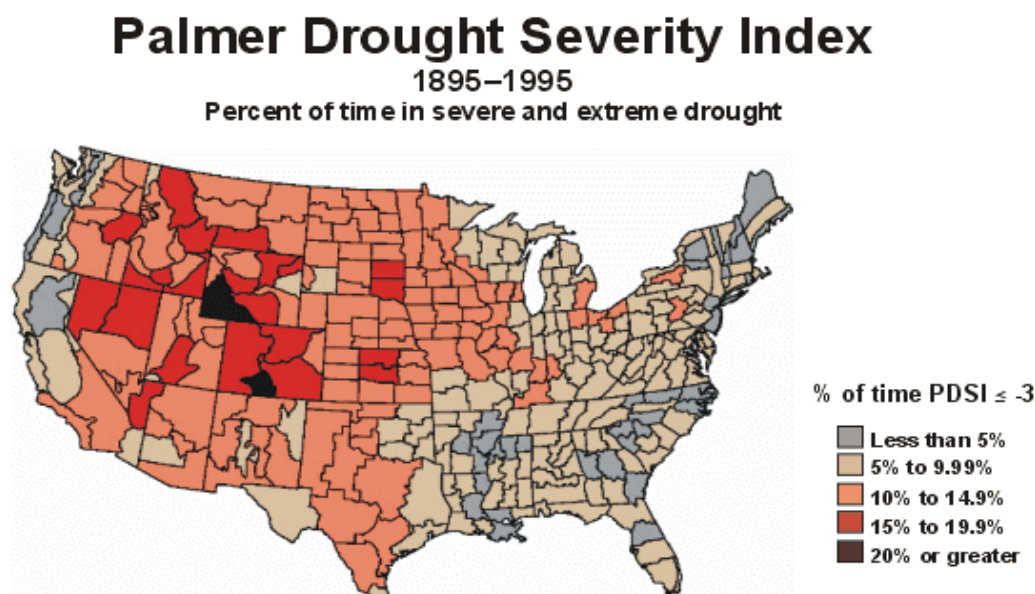 Palmer Drought Severity Index
1895–1995
Percent of time in severe and extreme drought
% of time PDSI ≤ -3
Less than 5%
5% to 9.99%
10% to 14.9%
15% to 19.9%
20% or greater